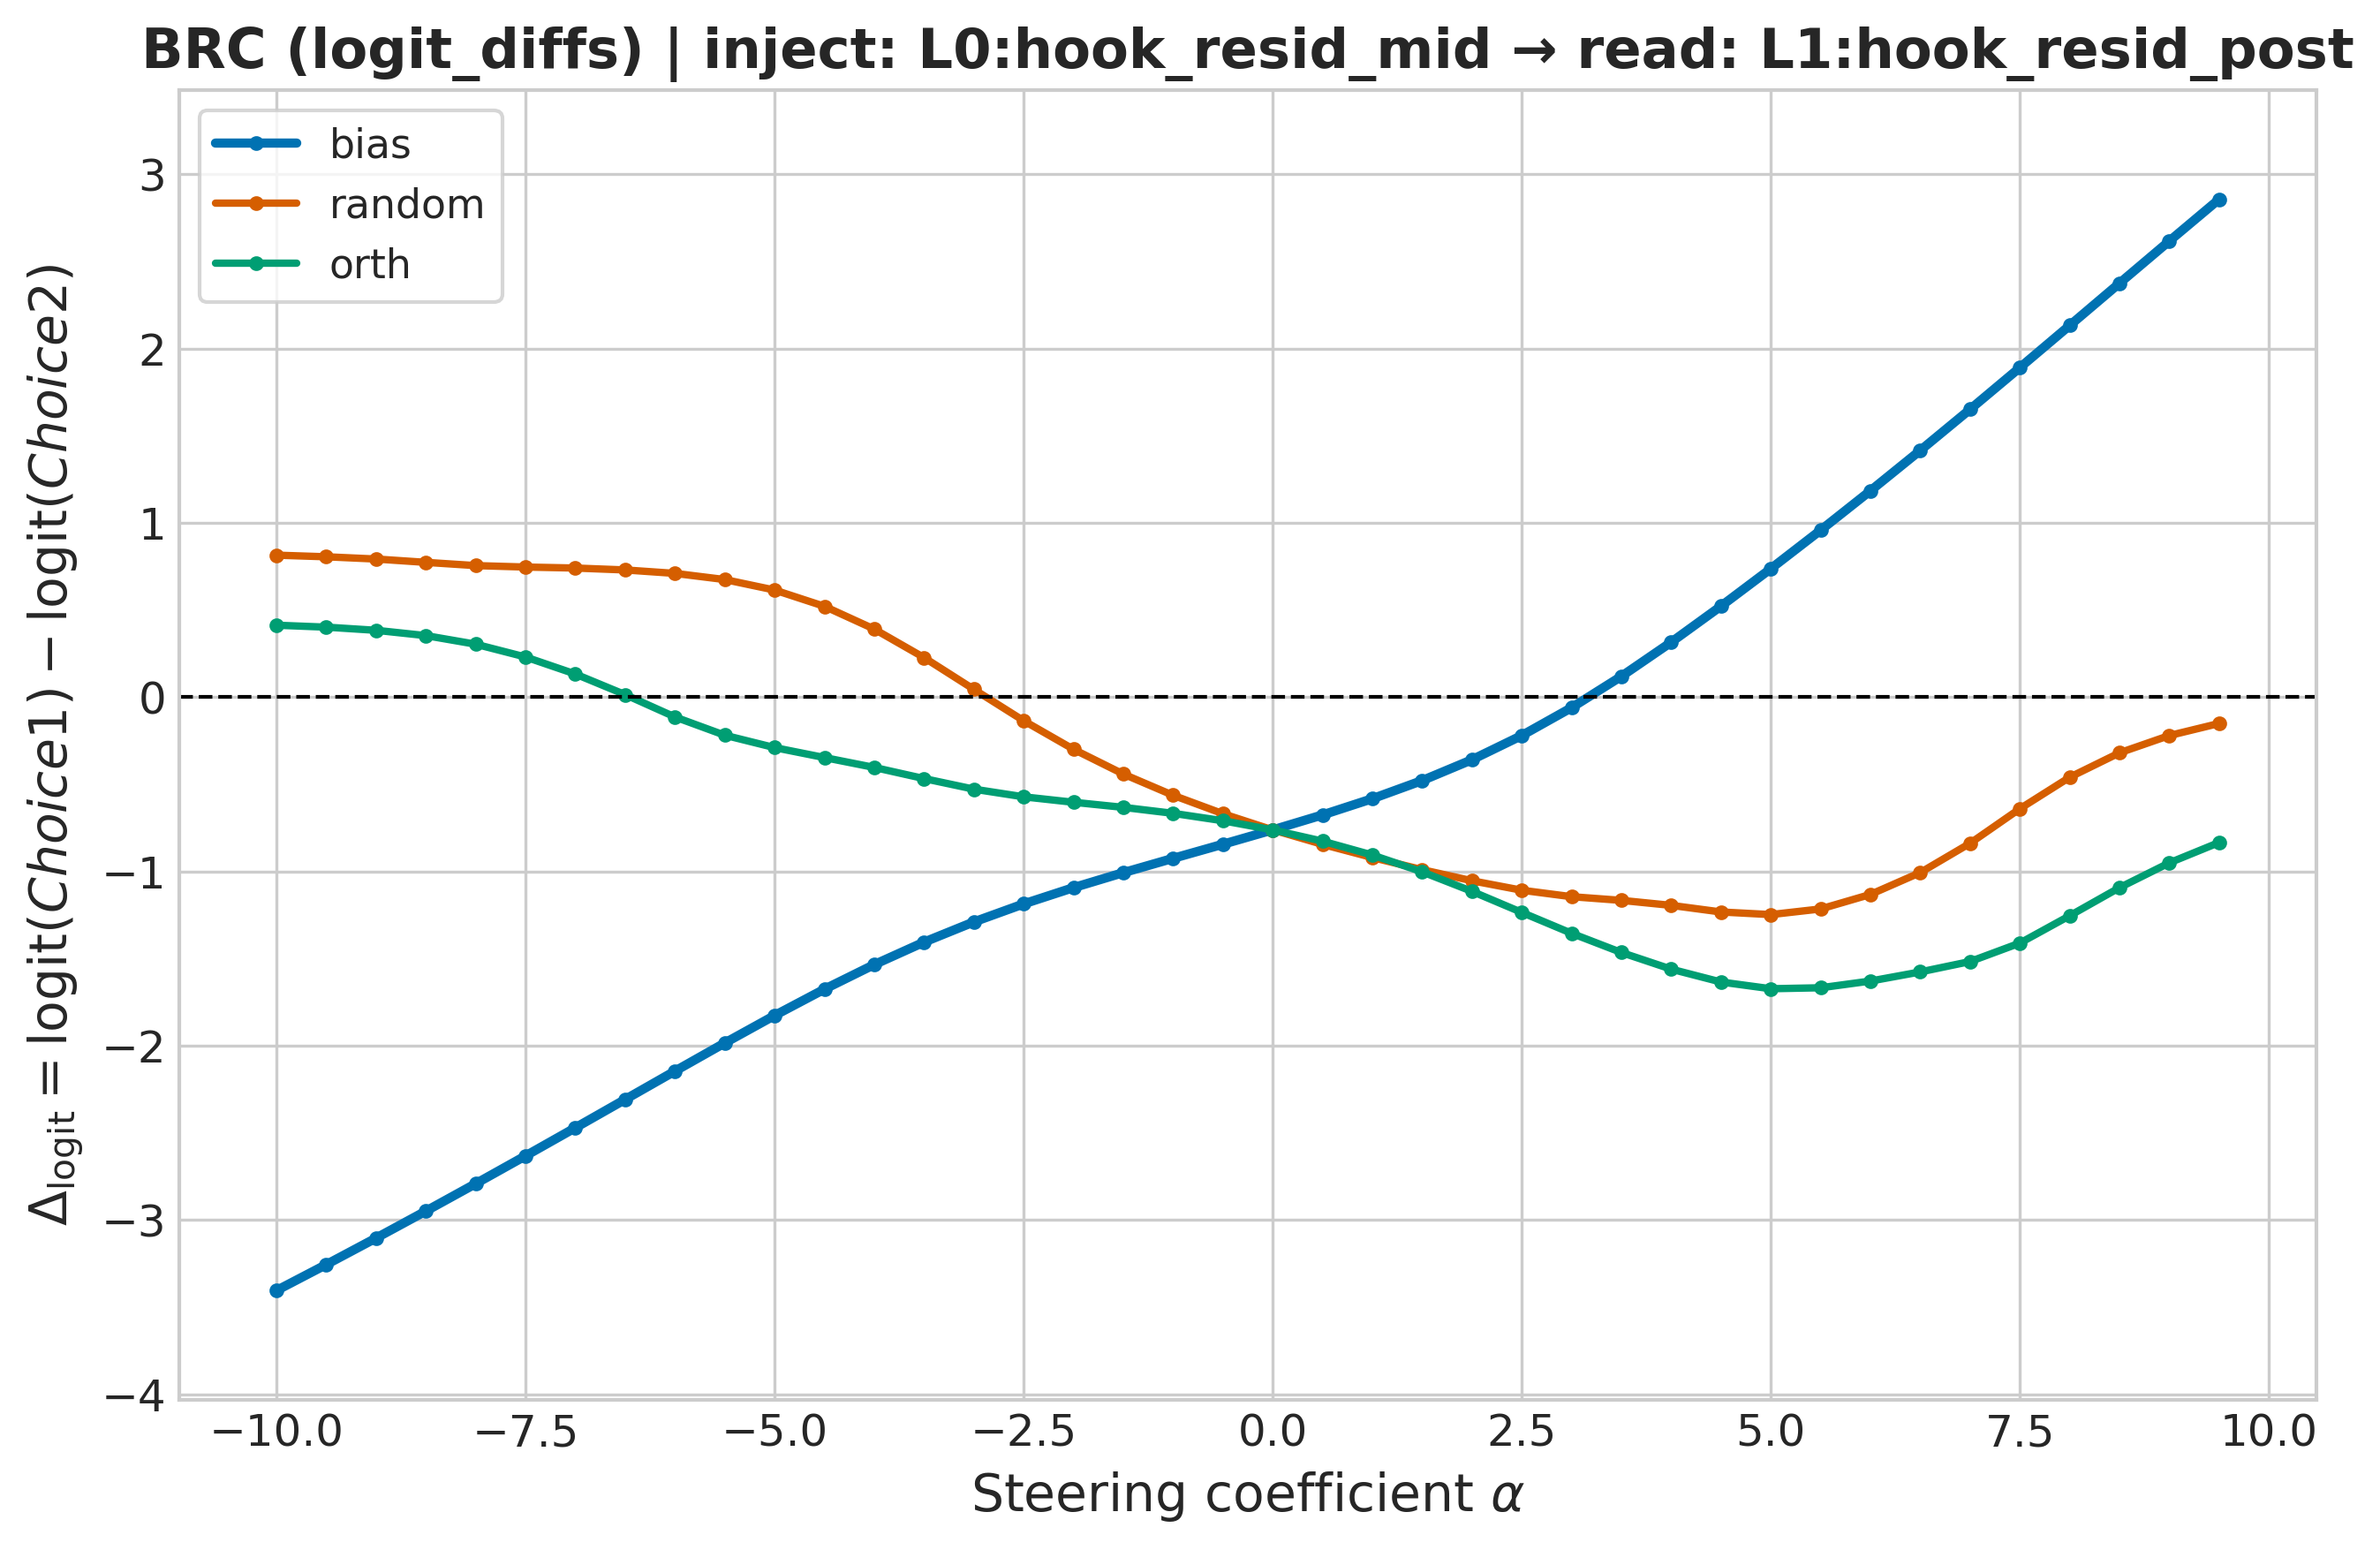 BRC (logit_diffs) | inject: L0:hook_resid_mid → read: L1:hook_resid_post
bias
random
orth
Δlogit = logit(Choice1) − logit(Choice2)
3
2
1
0
−1
−2
−3
−4
−10.0
−7.5
−5.0
−2.5
0.0
2.5
5.0
7.5
10.0
Steering coefficient α